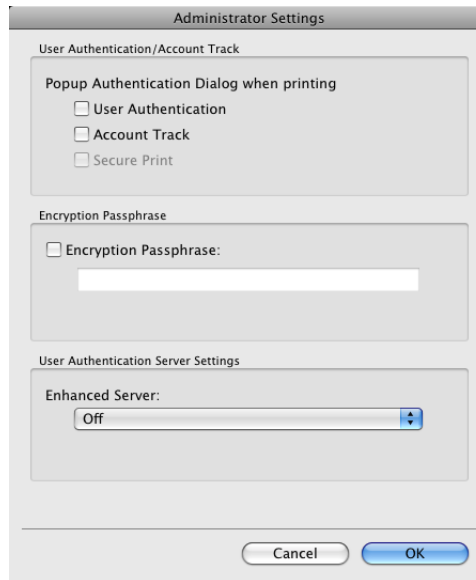 Administrator Settings
User Authentication/Account Track
Popup Authentication Dialog when printing
User Authentication
Account Track
Secure Print
Encryption Passphrase
Encryption Passphrase:
User Authentication Server Settings
Enhanced Server:
Off
Cancel OK